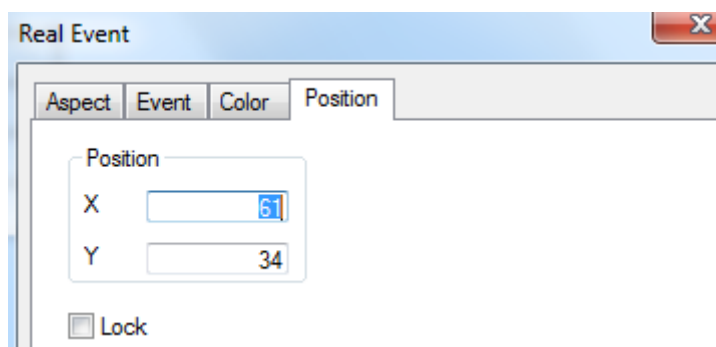 Real Event
Aspect Event Color Position
Position
X 61
Y 34
Lock